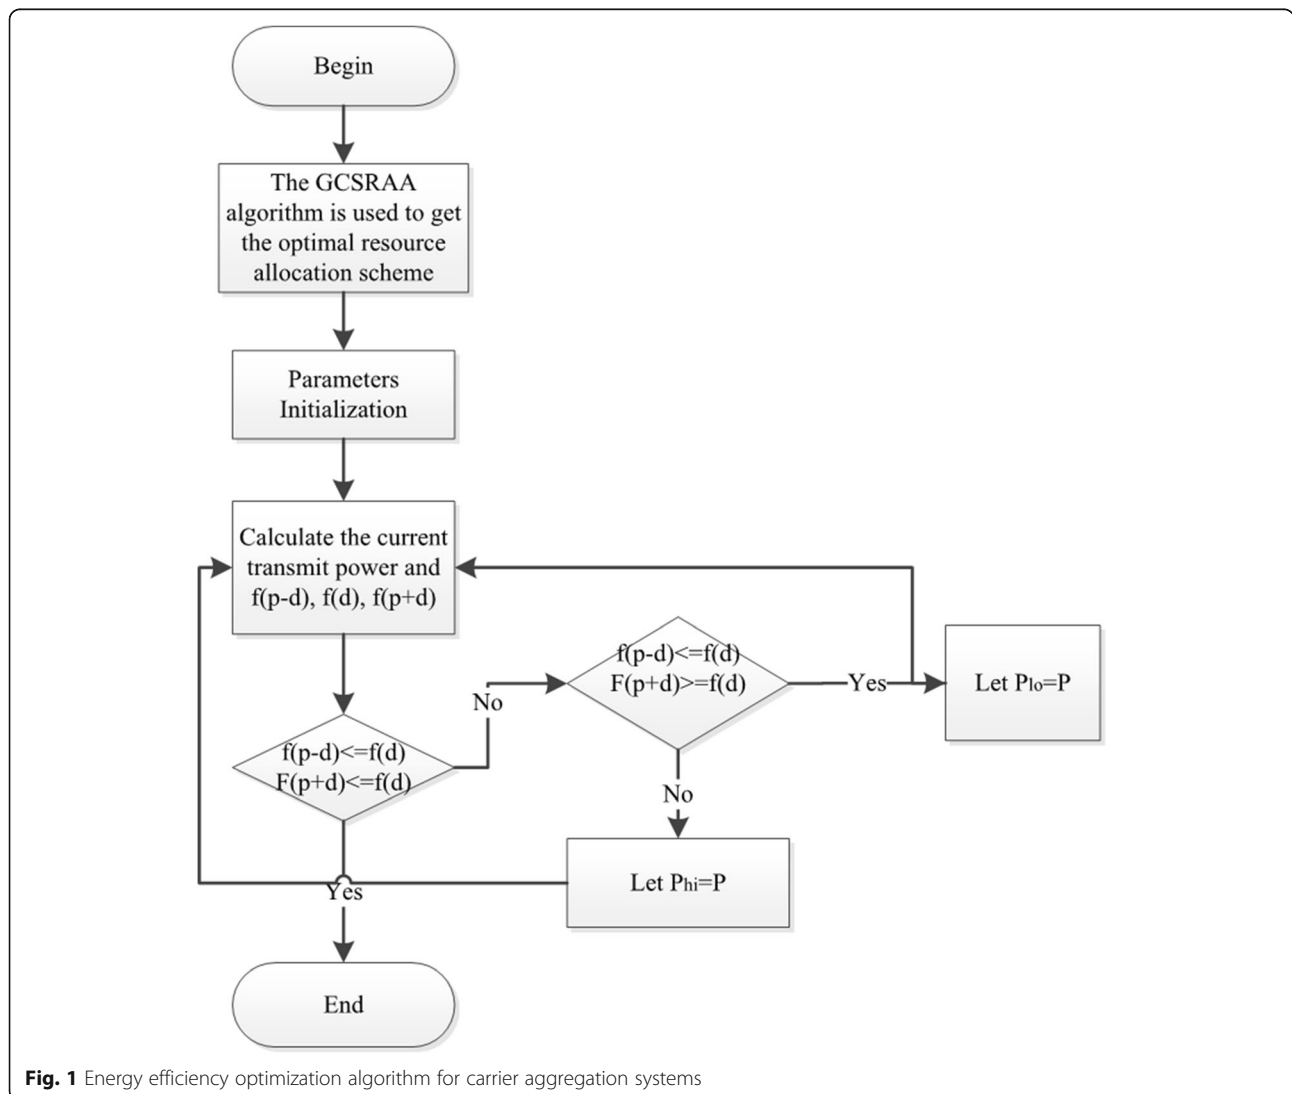 Begin
The GCSRAA
algorithm is used to get
the optimal resource
allocation scheme
Parameters
Initialization
Calculate the current
transmit power and
f(p-d), f(d), f(p+d)
f(p-d)<=f(d)
F(p+d)<=f(d)
No
f(p-d)<=f(d)
F(p+d)>=f(d)
Yes
Let Plo=P
No
Let Phi=P
Yes
End
Fig. 1 Energy efficiency optimization algorithm for carrier aggregation systems